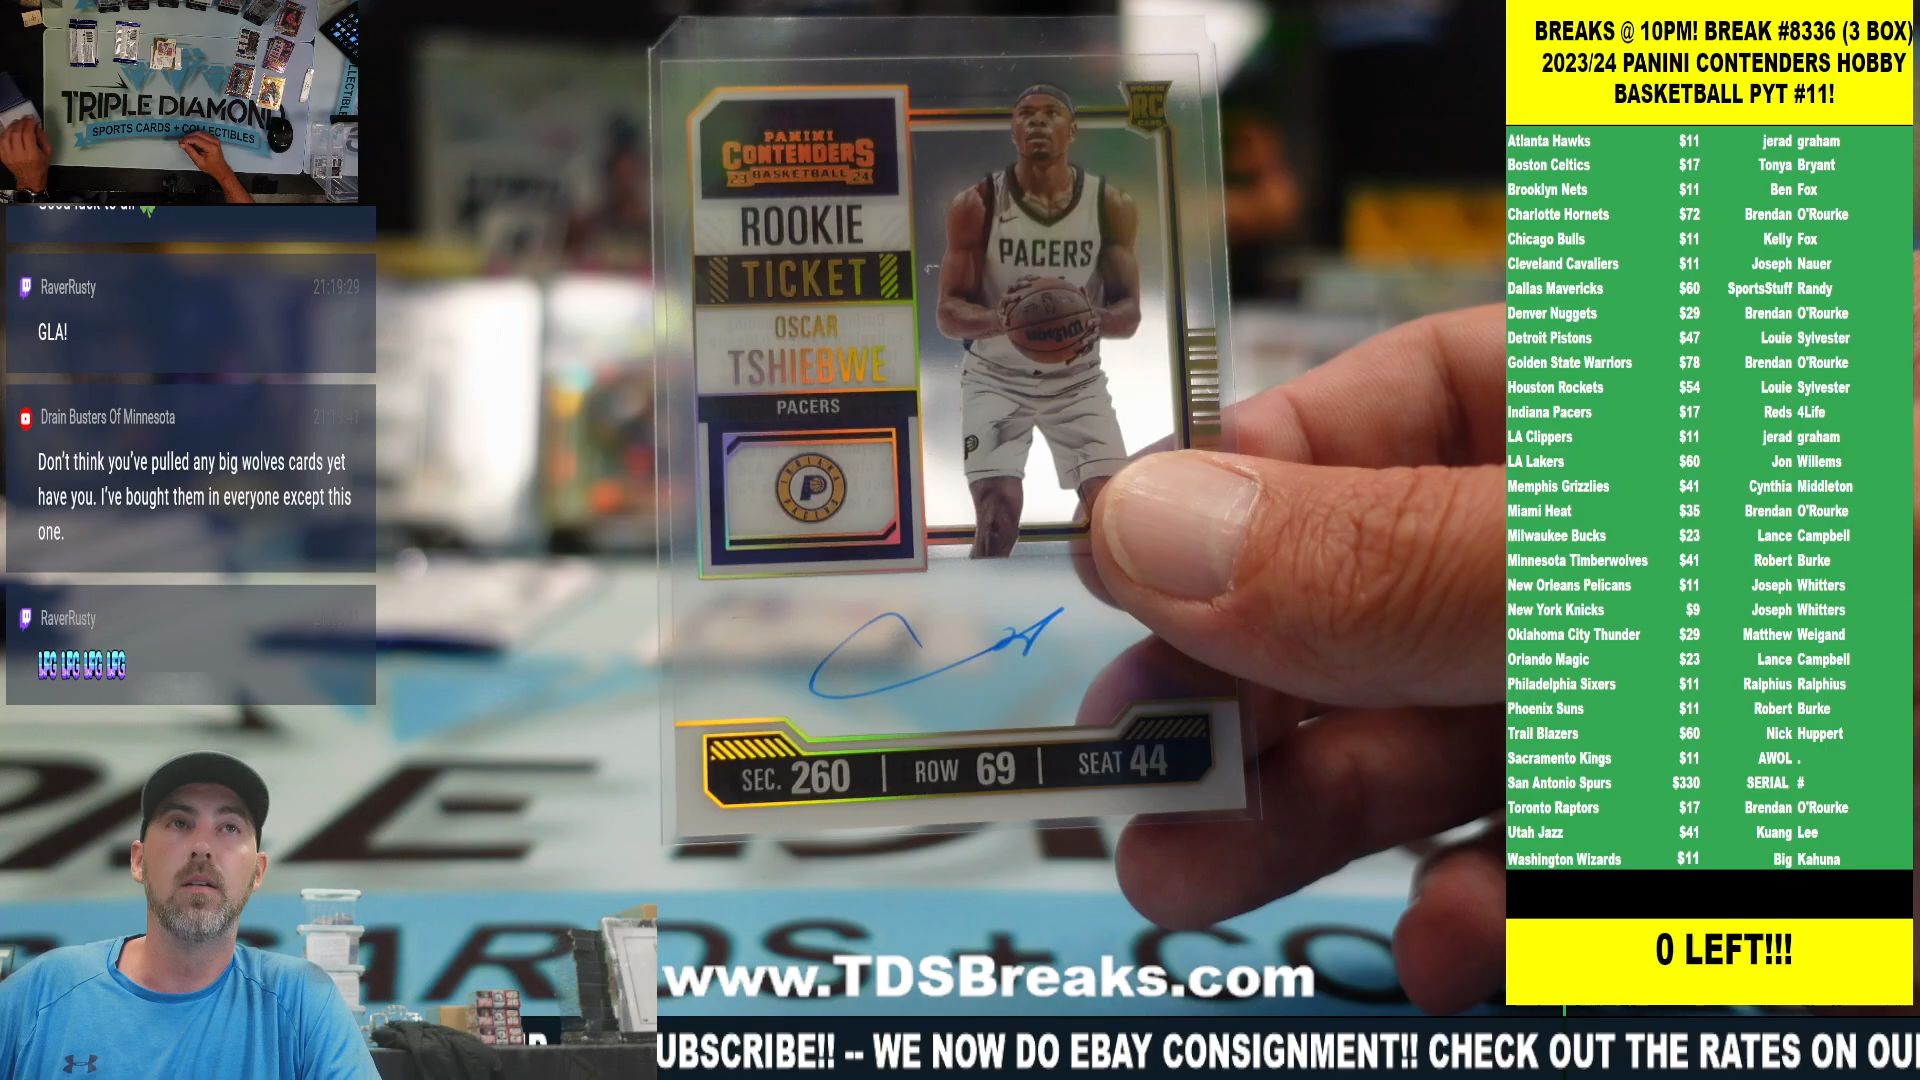 TRIPLE DIAMOND
SPORTS CARDS + COLLECTIBLES
Good luck to all
RaverRusty 21:19:29
GLA!
Drain Busters Of Minnesota
Don't think you've pulled any big wolves cards yet
have you. I've bought them in everyone except this
one.
RaverRusty
LFG LFG LFG LFG
PANINI
CONTENDERS
23 BASKETBALL 24
ROOKIE
TICKET
OSCAR
TSHIEBWE
PACERS
INDIANA
PACERS
RC
PACERS
SEC. 260 | ROW 69 | SEAT 44
www.TDSBreaks.com
UBSCRIBE!! -- WE NOW DO EBAY CONSIGNMENT!! CHECK OUT THE RATES ON OU
BREAKS @ 10PM! BREAK #8336 (3 BOX)
2023/24 PANINI CONTENDERS HOBBY
BASKETBALL PYT #11!
Atlanta Hawks $11 jerad graham
Boston Celtics $17 Tonya Bryant
Brooklyn Nets $11 Ben Fox
Charlotte Hornets $72 Brendan O'Rourke
Chicago Bulls $11 Kelly Fox
Cleveland Cavaliers $11 Joseph Nauer
Dallas Mavericks $60 SportsStuff Randy
Denver Nuggets $29 Brendan O'Rourke
Detroit Pistons $47 Louie Sylvester
Golden State Warriors $78 Brendan O'Rourke
Houston Rockets $54 Louie Sylvester
Indiana Pacers $17 Reds 4Life
LA Clippers $11 jerad graham
LA Lakers $60 Jon Willems
Memphis Grizzlies $41 Cynthia Middleton
Miami Heat $35 Brendan O'Rourke
Milwaukee Bucks $23 Lance Campbell
Minnesota Timberwolves $41 Robert Burke
New Orleans Pelicans $11 Joseph Whitters
New York Knicks $9 Joseph Whitters
Oklahoma City Thunder $29 Matthew Weigand
Orlando Magic $23 Lance Campbell
Philadelphia Sixers $11 Ralphius Ralphius
Phoenix Suns $11 Robert Burke
Trail Blazers $60 Nick Huppert
Sacramento Kings $11 AWOL .
San Antonio Spurs $330 SERIAL #
Toronto Raptors $17 Brendan O'Rourke
Utah Jazz $41 Kuang Lee
Washington Wizards $11 Big Kahuna
0 LEFT!!!